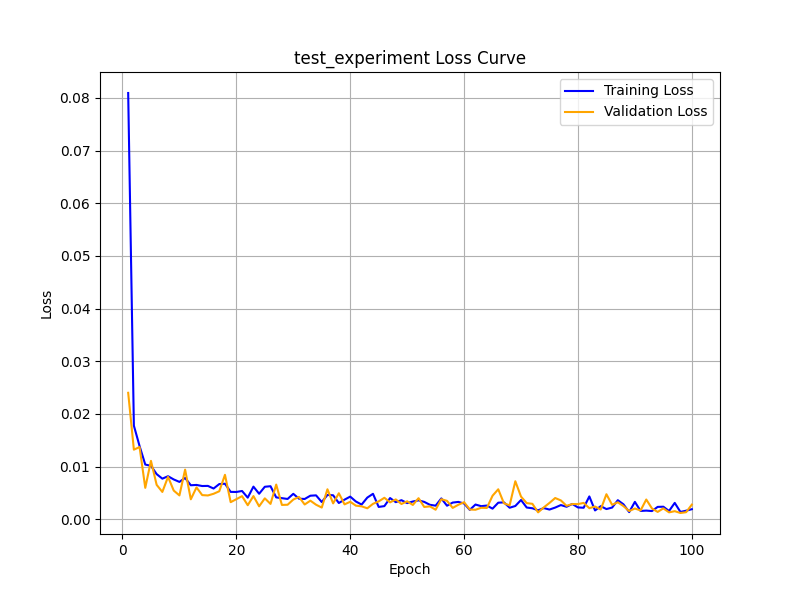 test_experiment Loss Curve
Training Loss
Validation Loss
0.08
0.07
0.06
0.05
0.04
0.03
0.02
0.01
0.00
Loss
0 20 40 60 80 100
Epoch